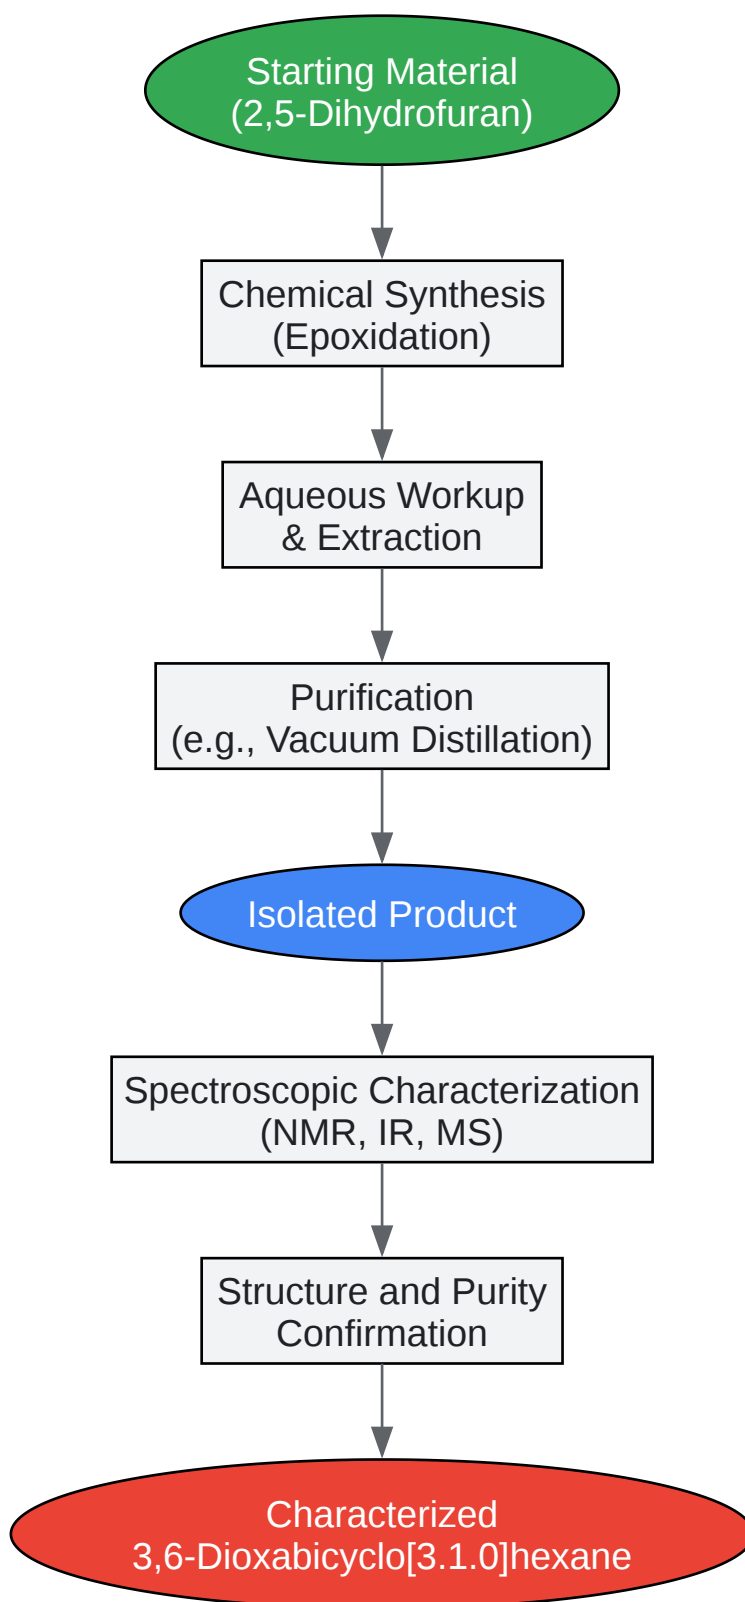 Starting Material
(2,5-Dihydrofuran)
Chemical Synthesis
(Epoxidation)
Aqueous Workup
& Extraction
Purification
(e.g., Vacuum Distillation)
Isolated Product
Spectroscopic Characterization
(NMR, IR, MS)
Structure and Purity
Confirmation
Characterized
3,6-Dioxabicyclo[3.1.0]hexane